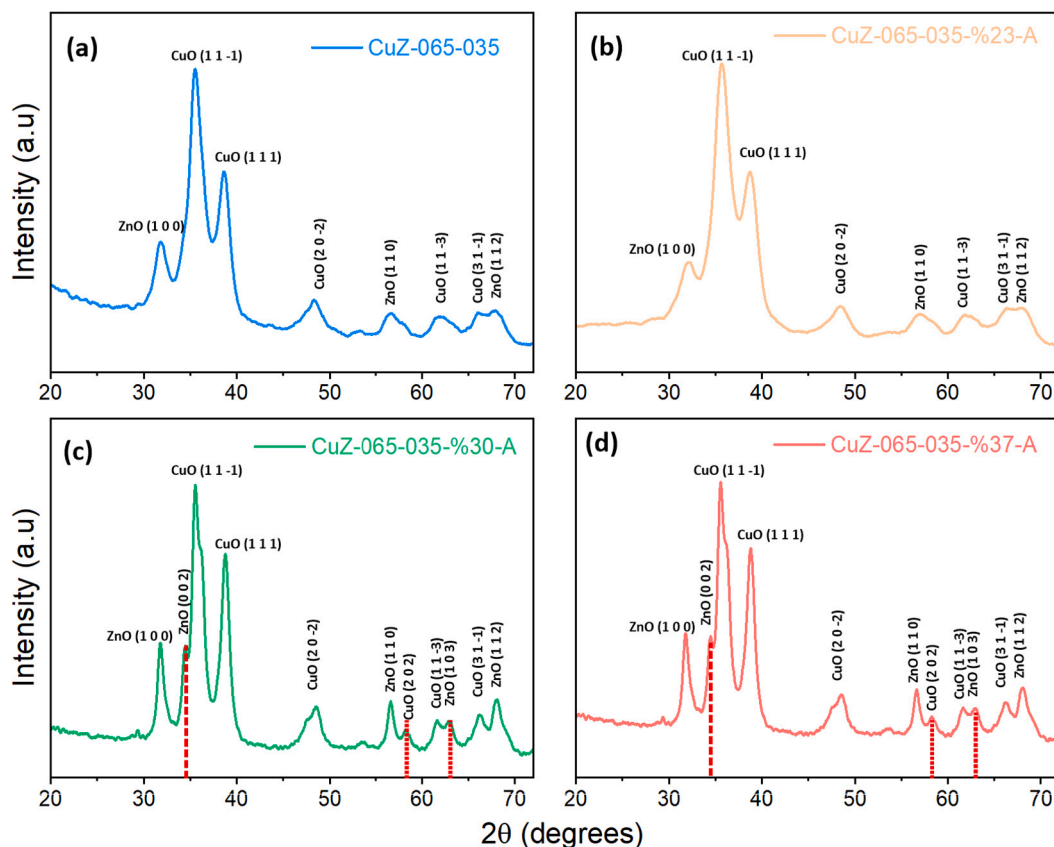 (a)
CuZ-065-035
CuO (1 1 -1)
CuO (1 1 1)
ZnO (1 0 0)
CuO (2 0 -2)
ZnO (1 1 0)
CuO (1 1 -3)
CuO (3 1 -1)
ZnO (1 1 2)
Intensity (a.u)
20 30 40 50 60 70
(b)
CuZ-065-035-%23-A
CuO (1 1 -1)
CuO (1 1 1)
ZnO (1 0 0)
CuO (2 0 -2)
ZnO (1 1 0)
CuO (1 1 -3)
CuO (3 1 -1)
ZnO (1 1 2)
20 30 40 50 60 70
(c)
CuZ-065-035-%30-A
CuO (1 1 -1)
CuO (1 1 1)
ZnO (1 0 0)
ZnO (0 0 2)
CuO (2 0 -2)
ZnO (1 1 0)
CuO (2 0 2)
CuO (1 1 -3)
ZnO (1 0 3)
CuO (3 1 -1)
ZnO (1 1 2)
Intensity (a.u)
20 30 40 50 60 70
(d)
CuZ-065-035-%37-A
CuO (1 1 -1)
CuO (1 1 1)
ZnO (1 0 0)
ZnO (0 0 2)
CuO (2 0 -2)
ZnO (1 1 0)
CuO (2 0 2)
CuO (1 1 -3)
ZnO (1 0 3)
CuO (3 1 -1)
ZnO (1 1 2)
20 30 40 50 60 70
2θ (degrees)